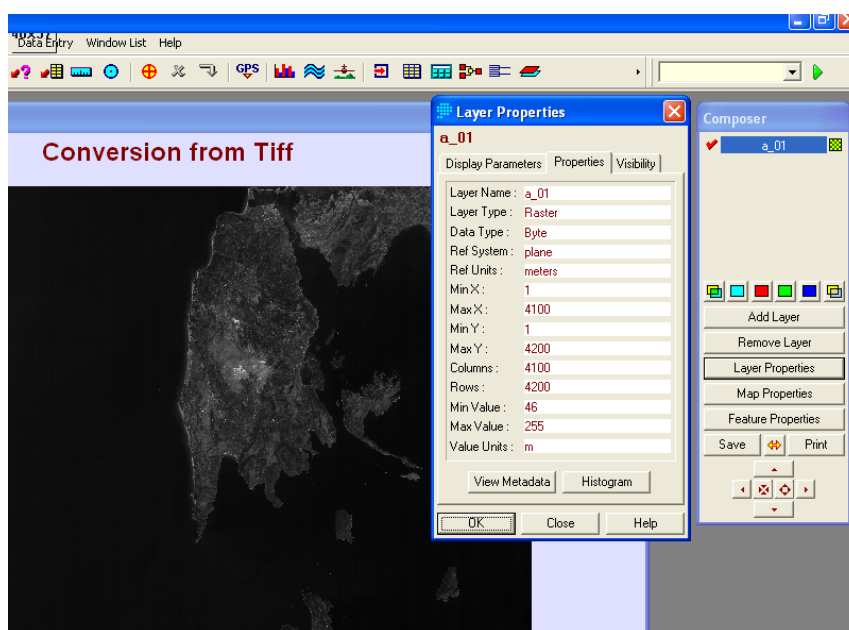 Data Entry Window List Help
GPS
Conversion from Tiff
Layer Properties
a_01
Display Parameters Properties Visibility
Layer Name : a_01
Layer Type : Raster
Data Type : Byte
Ref System : plane
Ref Units : meters
Min X : 1
Max X : 4100
Min Y : 1
Max Y : 4200
Columns : 4100
Rows : 4200
Min Value : 46
Max Value : 255
Value Units : m
View Metadata Histogram
OK Close Help
Composer
a_01
Add Layer
Remove Layer
Layer Properties
Map Properties
Feature Properties
Save Print